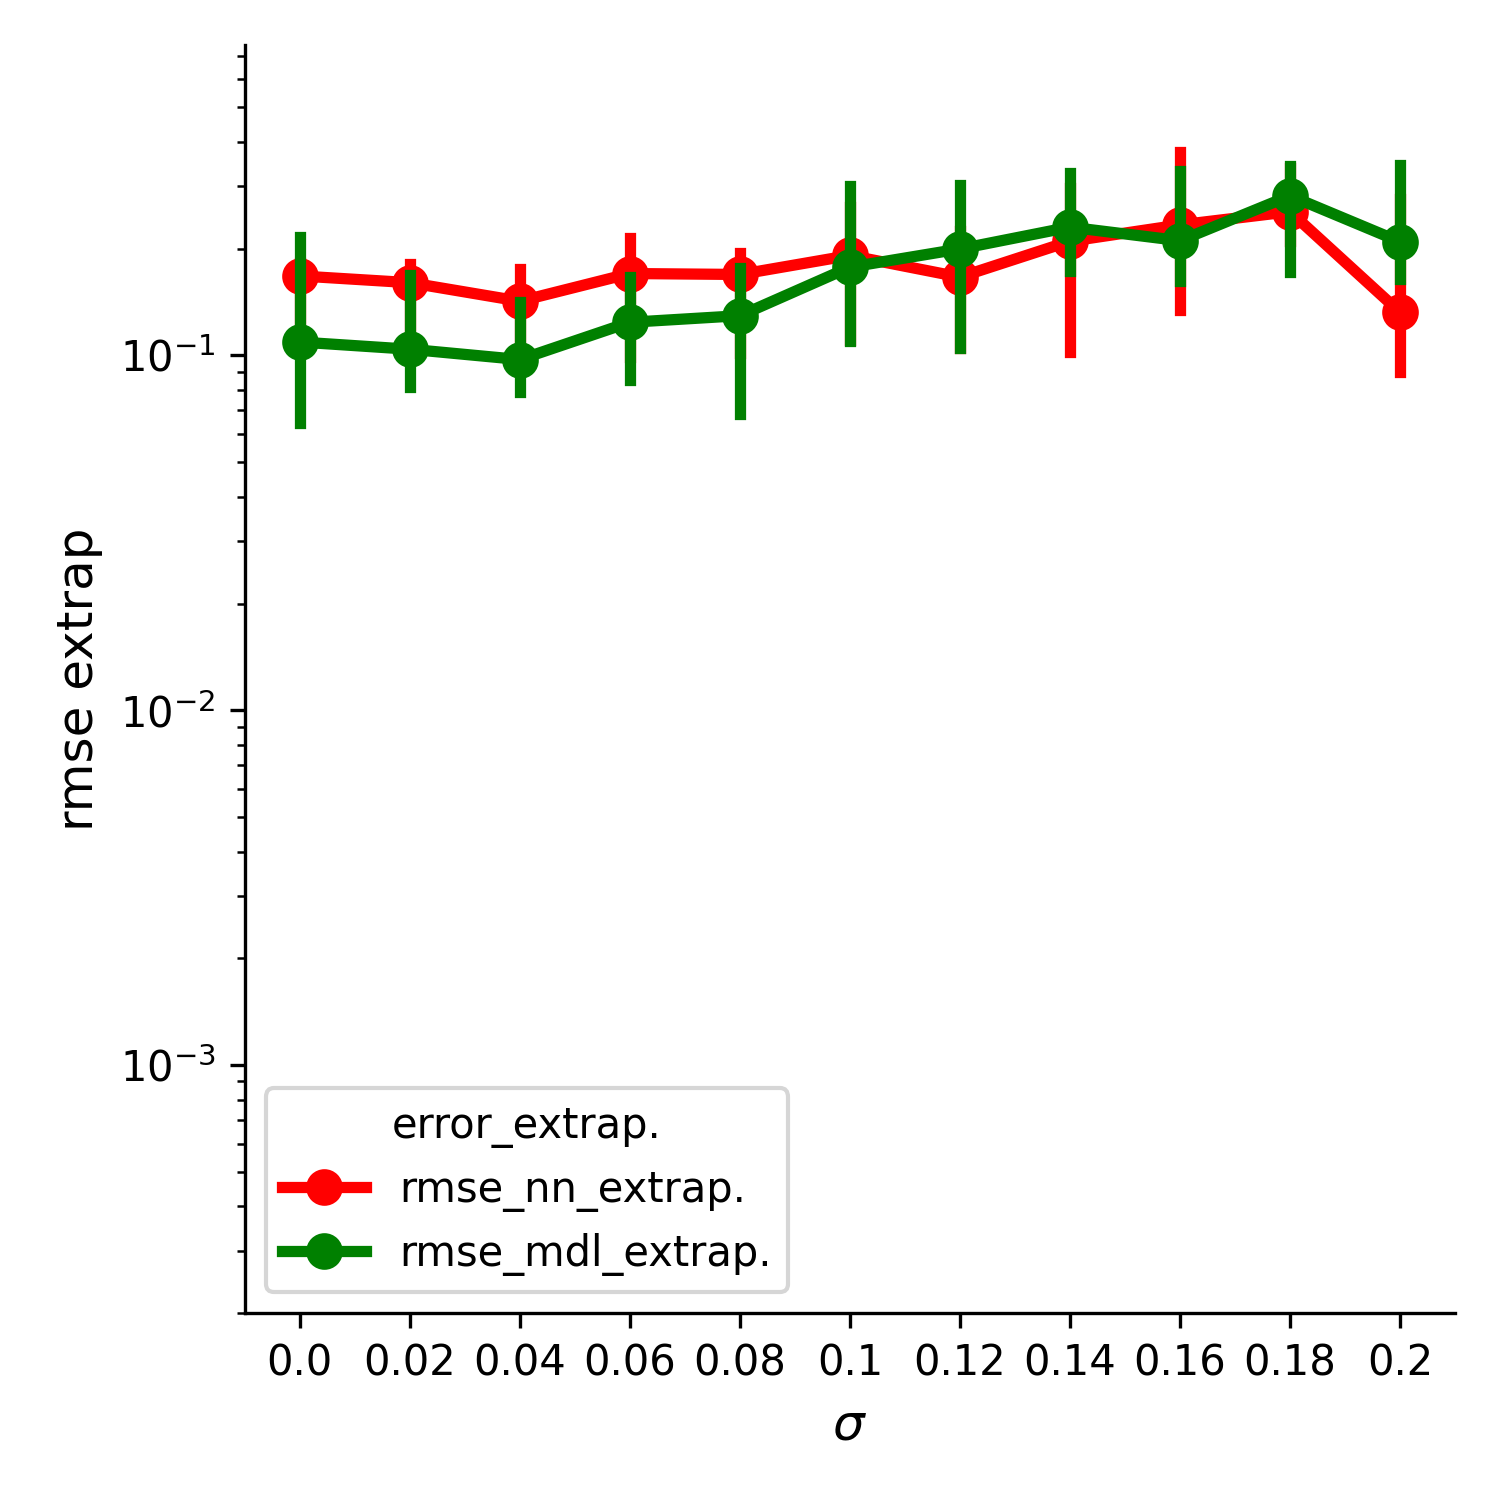 rmse extrap
10⁻¹
10⁻²
10⁻³
error_extrap.
rmse_nn_extrap.
rmse_mdl_extrap.
0.0 0.02 0.04 0.06 0.08 0.1 0.12 0.14 0.16 0.18 0.2
σ